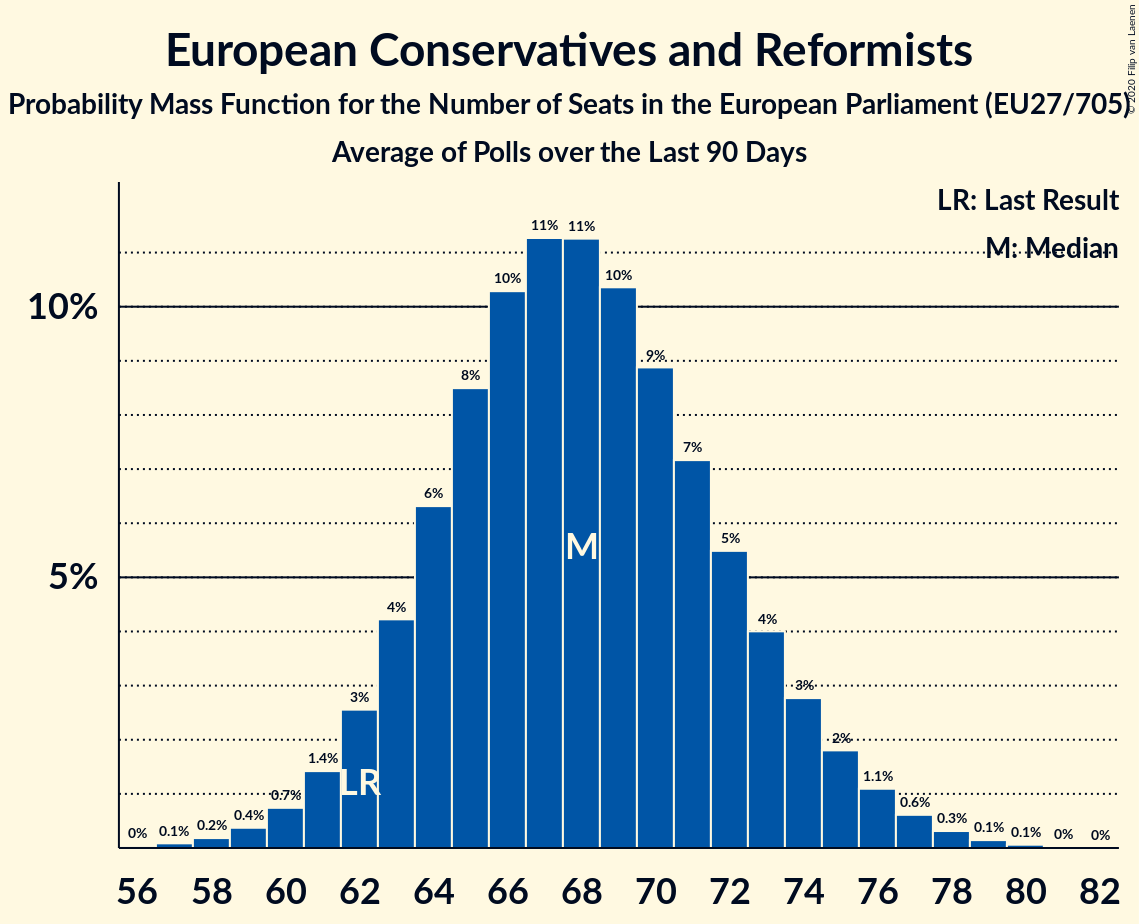 European Conservatives and Reformists
© 2020 Filip van Laenen
Probability Mass Function for the Number of Seats in the European Parliament (EU27/705)
Average of Polls over the Last 90 Days
LR: Last Result
M: Median
10%
5%
0% 0.1% 0.2% 0.4% 0.7% 1.4% 3% 4% 6% 8% 10% 11% 11% 10% 9% 7% 5% 4% 3% 2% 1.1% 0.6% 0.3% 0.1% 0.1% 0% 0%
M
LR
56 58 60 62 64 66 68 70 72 74 76 78 80 82